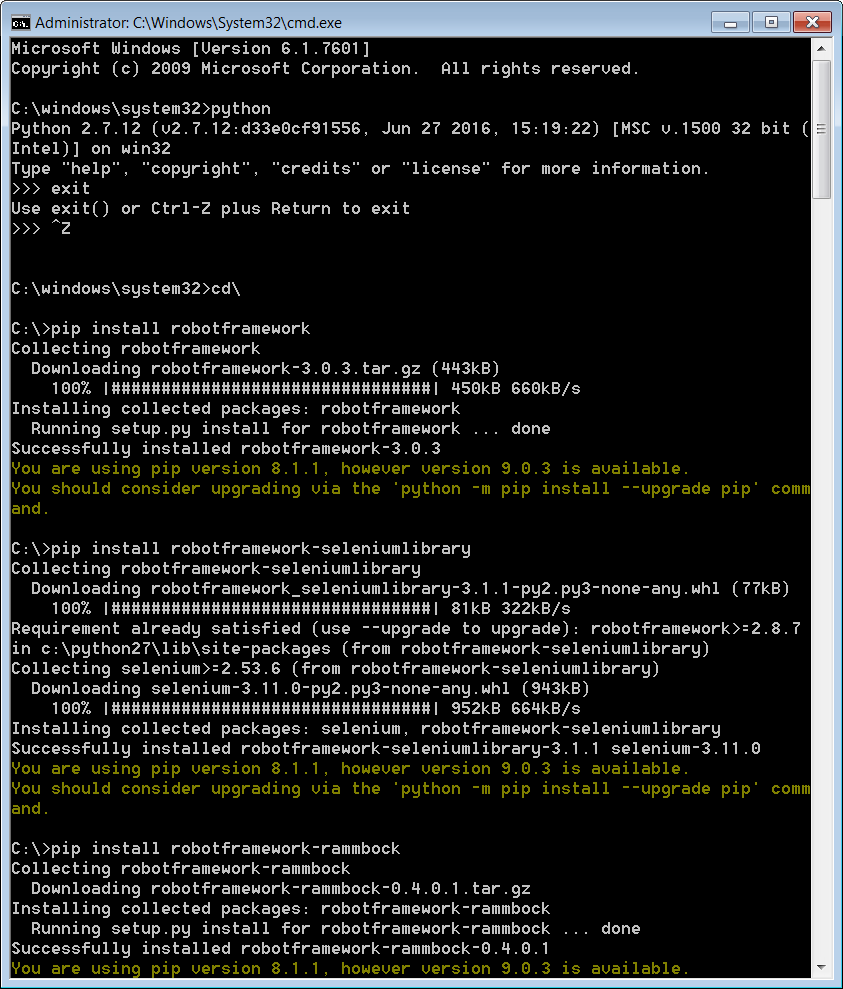 Administrator: C:\Windows\System32\cmd.exe
Microsoft Windows [Version 6.1.7601]
Copyright (c) 2009 Microsoft Corporation.  All rights reserved.
C:\windows\system32>python
Python 2.7.12 (v2.7.12:d33e0cf91556, Jun 27 2016, 15:19:22) [MSC v.1500 32 bit (
Intel)] on win32
Type "help", "copyright", "credits" or "license" for more information.
>>> exit
Use exit() or Ctrl-Z plus Return to exit
>>> ^Z
C:\windows\system32>cd\
C:\>pip install robotframework
Collecting robotframework
  Downloading robotframework-3.0.3.tar.gz (443kB)
    100% |################################| 450kB 660kB/s
Installing collected packages: robotframework
  Running setup.py install for robotframework ... done
Successfully installed robotframework-3.0.3
You are using pip version 8.1.1, however version 9.0.3 is available.
You should consider upgrading via the 'python -m pip install --upgrade pip' comm
and.
C:\>pip install robotframework-seleniumlibrary
Collecting robotframework-seleniumlibrary
  Downloading robotframework_seleniumlibrary-3.1.1-py2.py3-none-any.whl (77kB)
    100% |################################| 81kB 322kB/s
Requirement already satisfied (use --upgrade to upgrade): robotframework>=2.8.7
in c:\python27\lib\site-packages (from robotframework-seleniumlibrary)
Collecting selenium>=2.53.6 (from robotframework-seleniumlibrary)
  Downloading selenium-3.11.0-py2.py3-none-any.whl (943kB)
    100% |################################| 952kB 664kB/s
Installing collected packages: selenium, robotframework-seleniumlibrary
Successfully installed robotframework-seleniumlibrary-3.1.1 selenium-3.11.0
You are using pip version 8.1.1, however version 9.0.3 is available.
You should consider upgrading via the 'python -m pip install --upgrade pip' comm
and.
C:\>pip install robotframework-rammbock
Collecting robotframework-rammbock
  Downloading robotframework-rammbock-0.4.0.1.tar.gz
Installing collected packages: robotframework-rammbock
  Running setup.py install for robotframework-rammbock ... done
Successfully installed robotframework-rammbock-0.4.0.1
You are using pip version 8.1.1, however version 9.0.3 is available.